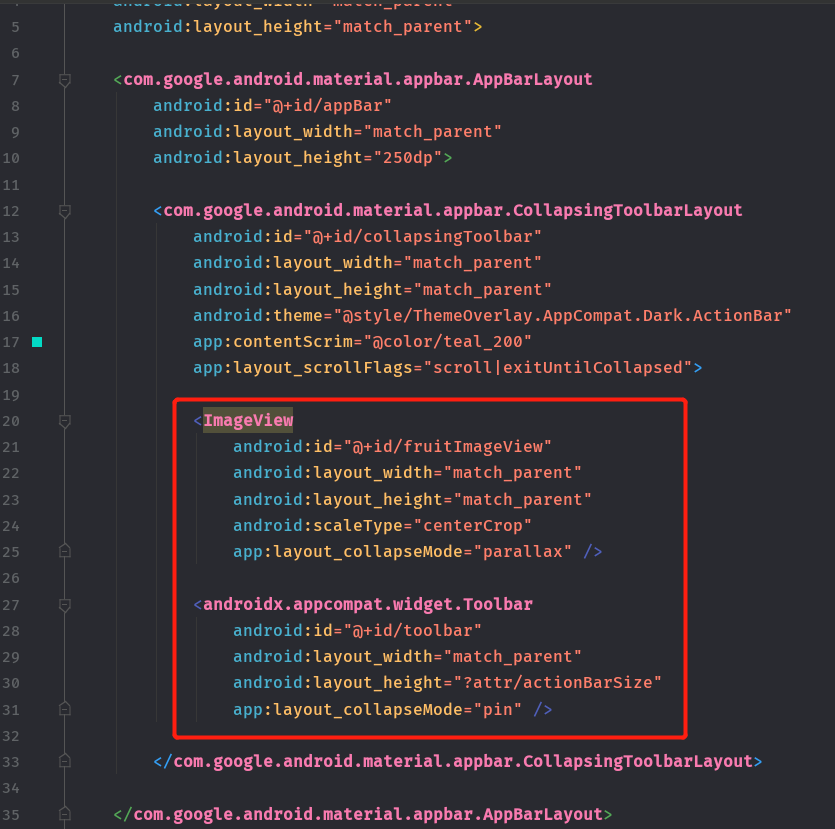 5 android:layout_height="match_parent">
6
7 <com.google.android.material.appbar.AppBarLayout
8 android:id="@+id/appBar"
9 android:layout_width="match_parent"
10 android:layout_height="250dp">
11
12 <com.google.android.material.appbar.CollapsingToolbarLayout
13 android:id="@+id/collapsingToolbar"
14 android:layout_width="match_parent"
15 android:layout_height="match_parent"
16 android:theme="@style/ThemeOverlay.AppCompat.Dark.ActionBar"
17 app:contentScrim="@color/teal_200"
18 app:layout_scrollFlags="scroll|exitUntilCollapsed">
19
20 <ImageView
21 android:id="@+id/fruitImageView"
22 android:layout_width="match_parent"
23 android:layout_height="match_parent"
24 android:scaleType="centerCrop"
25 app:layout_collapseMode="parallax" />
26
27 <androidx.appcompat.widget.Toolbar
28 android:id="@+id/toolbar"
29 android:layout_width="match_parent"
30 android:layout_height="?attr/actionBarSize"
31 app:layout_collapseMode="pin" />
32
33 </com.google.android.material.appbar.CollapsingToolbarLayout>
34
35 </com.google.android.material.appbar.AppBarLayout>